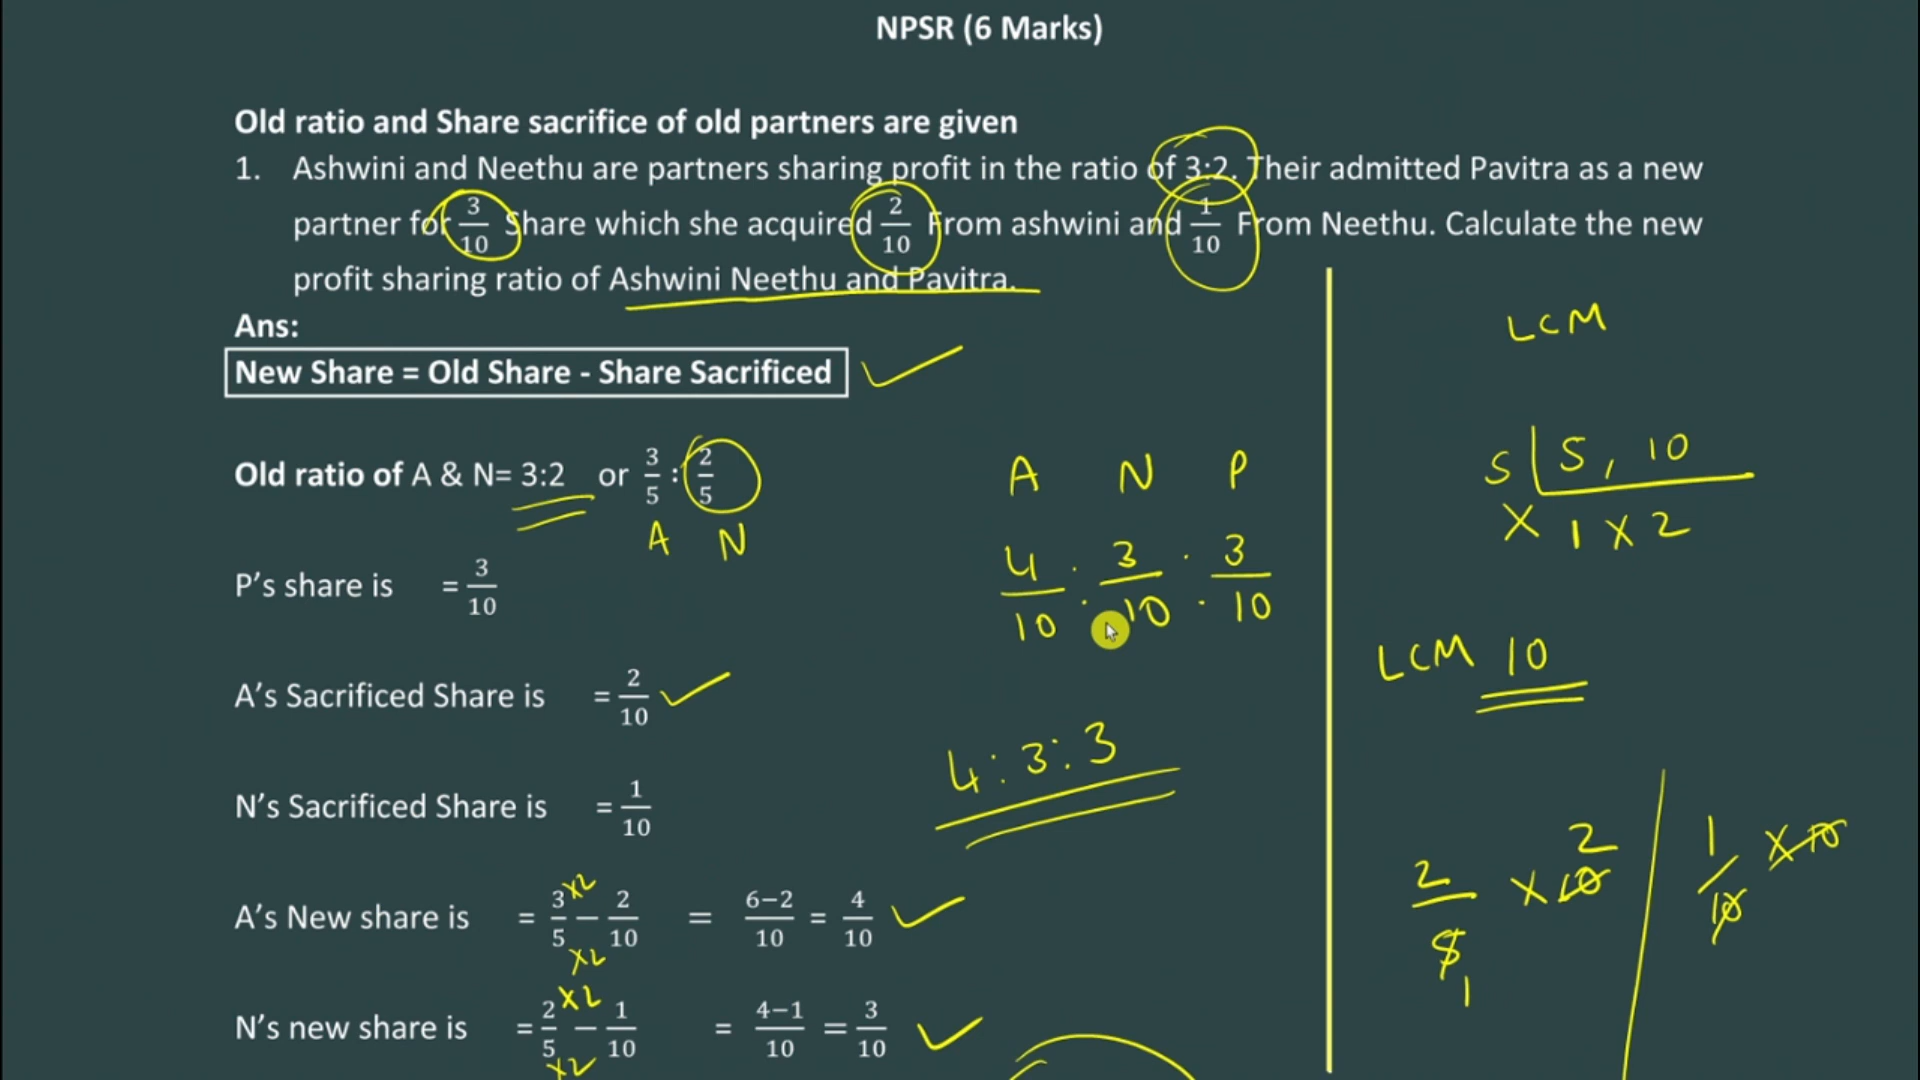 NPSR (6 Marks)
Old ratio and Share sacrifice of old partners are given
1. Ashwini and Neethu are partners sharing profit in the ratio of 3:2. Their admitted Pavitra as a new
partner for 3/10 Share which she acquired 2/10 From ashwini and 1/10 From Neethu. Calculate the new
profit sharing ratio of Ashwini Neethu and Pavitra.
Ans:
New Share = Old Share - Share Sacrificed
Old ratio of A & N= 3:2 or 3/5 : 2/5
A N
P's share is = 3/10
A's Sacrificed Share is = 2/10
N's Sacrificed Share is = 1/10
A's New share is = 3/5 ×2 ×2 – 2/10 = 6−2/10 = 4/10
N's new share is = 2/5 ×2 ×2 – 1/10 = 4−1/10 = 3/10
A N P
4/10 : 3/10 : 3/10
4:3:3
LCM
5 | 5, 10
× 1 × 2
LCM 10
2/5 × 10 2
1
1/10 × 10